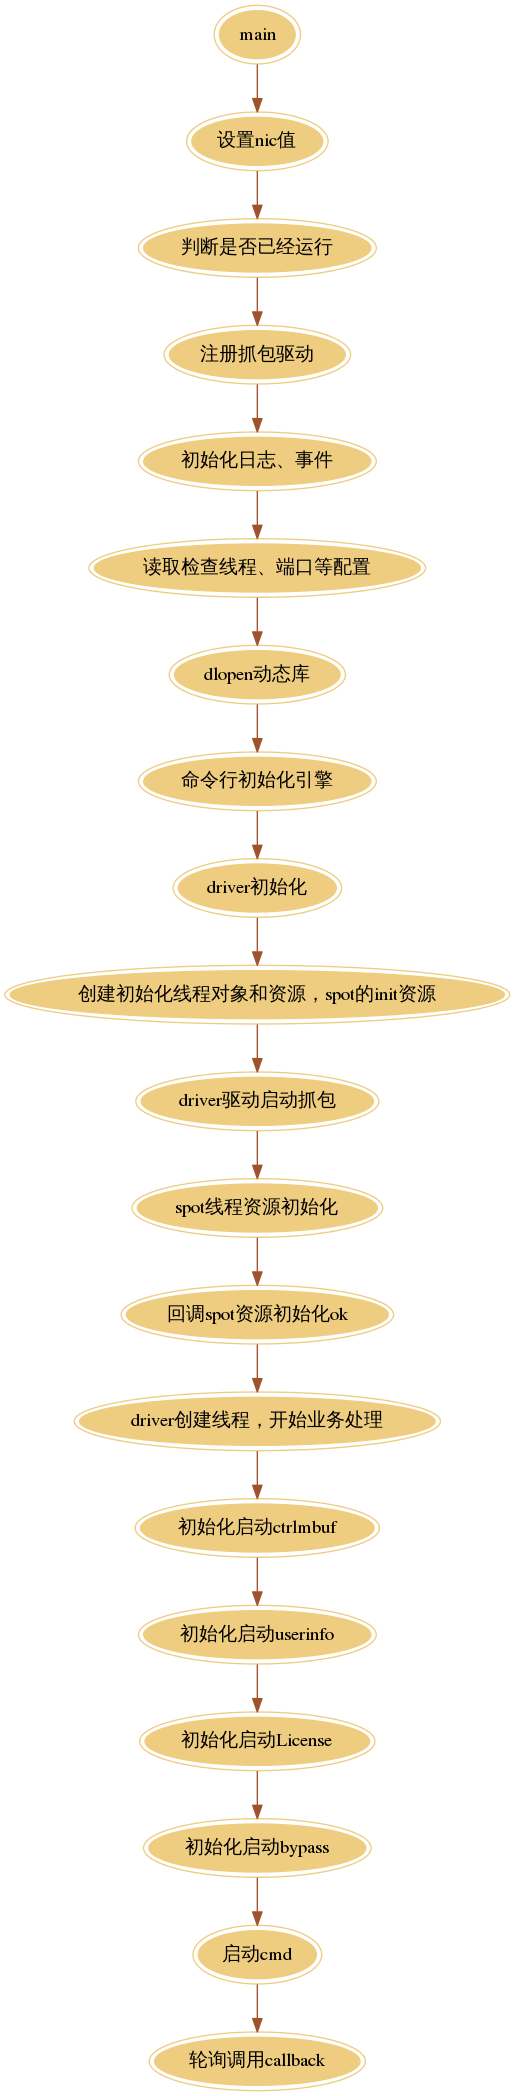 main
设置nic值
判断是否已经运行
注册抓包驱动
初始化日志、事件
读取检查线程、端口等配置
dlopen动态库
命令行初始化引擎
driver初始化
创建初始化线程对象和资源，spot的init资源
driver驱动启动抓包
spot线程资源初始化
回调spot资源初始化ok
driver创建线程，开始业务处理
初始化启动ctrlmbuf
初始化启动userinfo
初始化启动License
初始化启动bypass
启动cmd
轮询调用callback